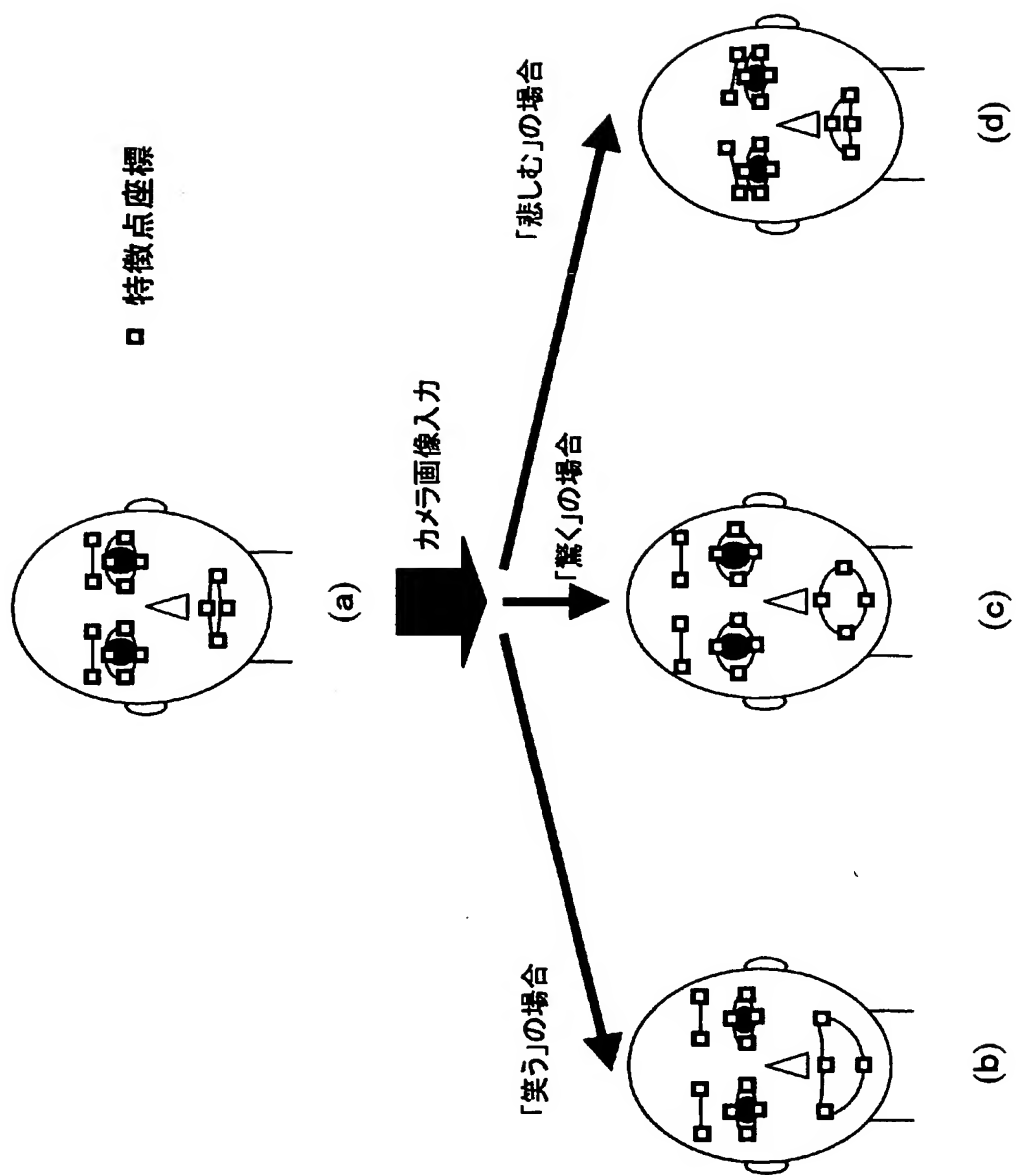 □ 特徴点座標
(a)
カメラ画像入力
「笑う」の場合
「驚く」の場合
「悲しむ」の場合
(b)
(c)
(d)